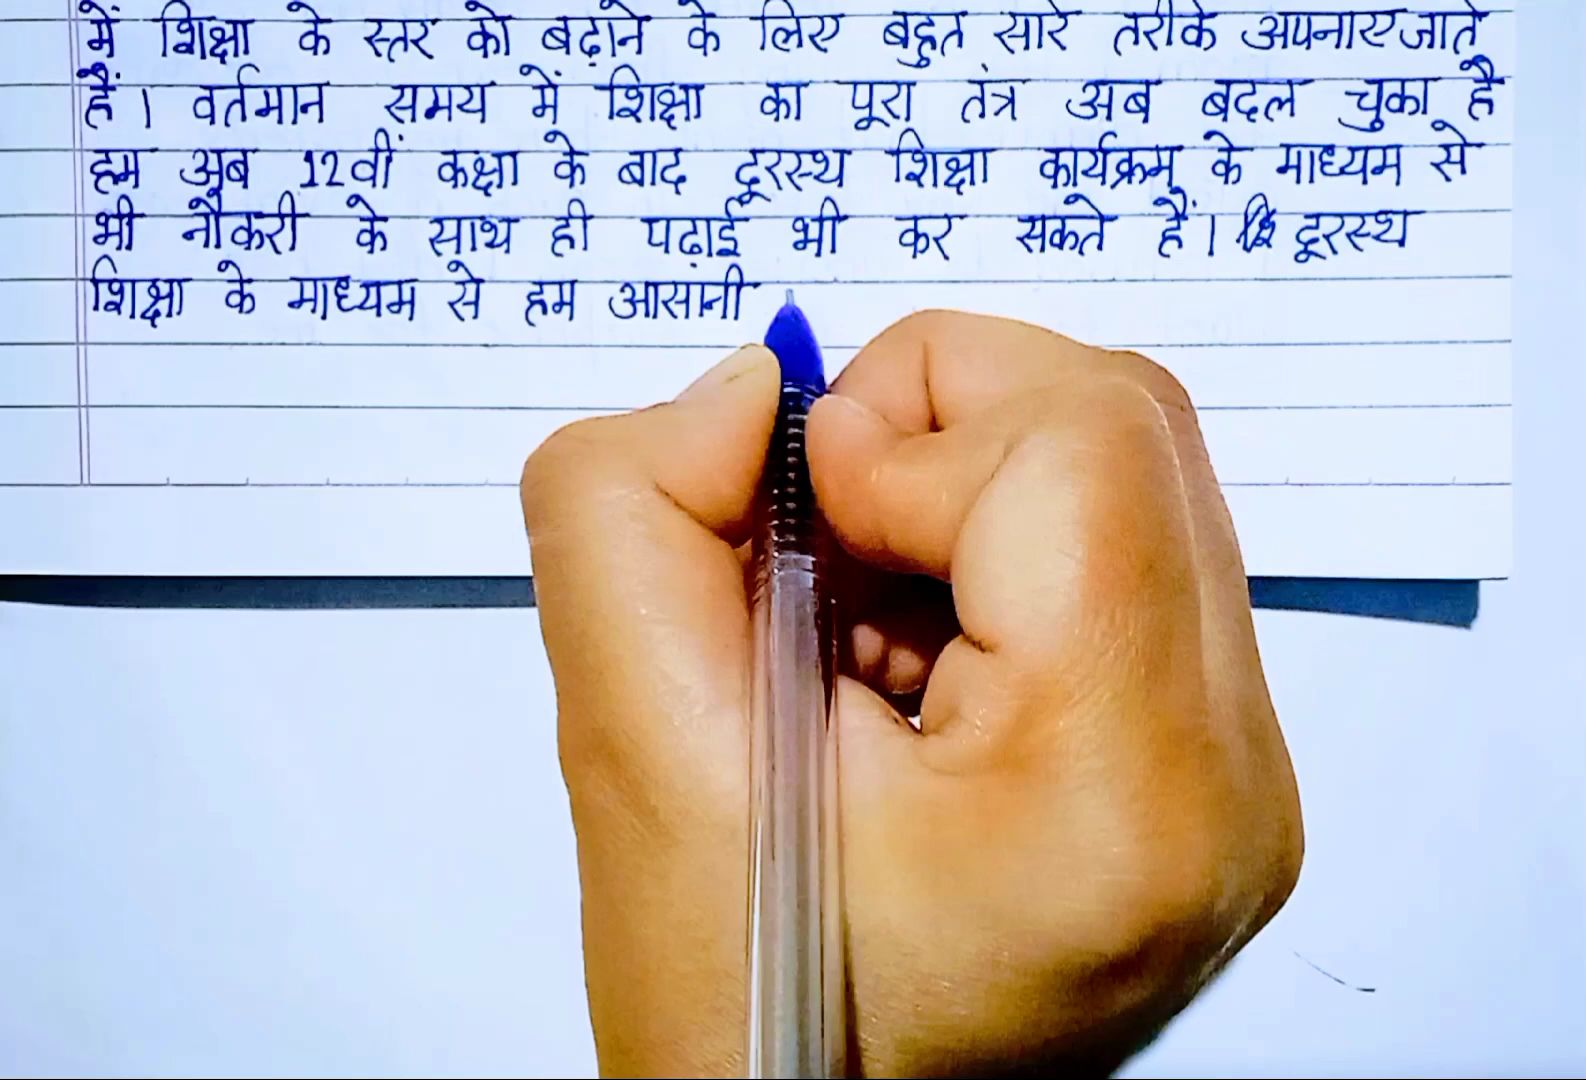 में शिक्षा के स्तर को बढ़ाने के लिए बहुत सारे तरीके अपनाए जाते
हैं। वर्तमान समय में शिक्षा का पूरा तंत्र अब बदल चुका है
हम अब 12वीं कक्षा के बाद दूरस्थ शिक्षा कार्यक्रम के माध्यम से
भी नौकरी के साथ ही पढ़ाई भी कर सकते हैं। दूरस्थ
शिक्षा के माध्यम से हम आसानी